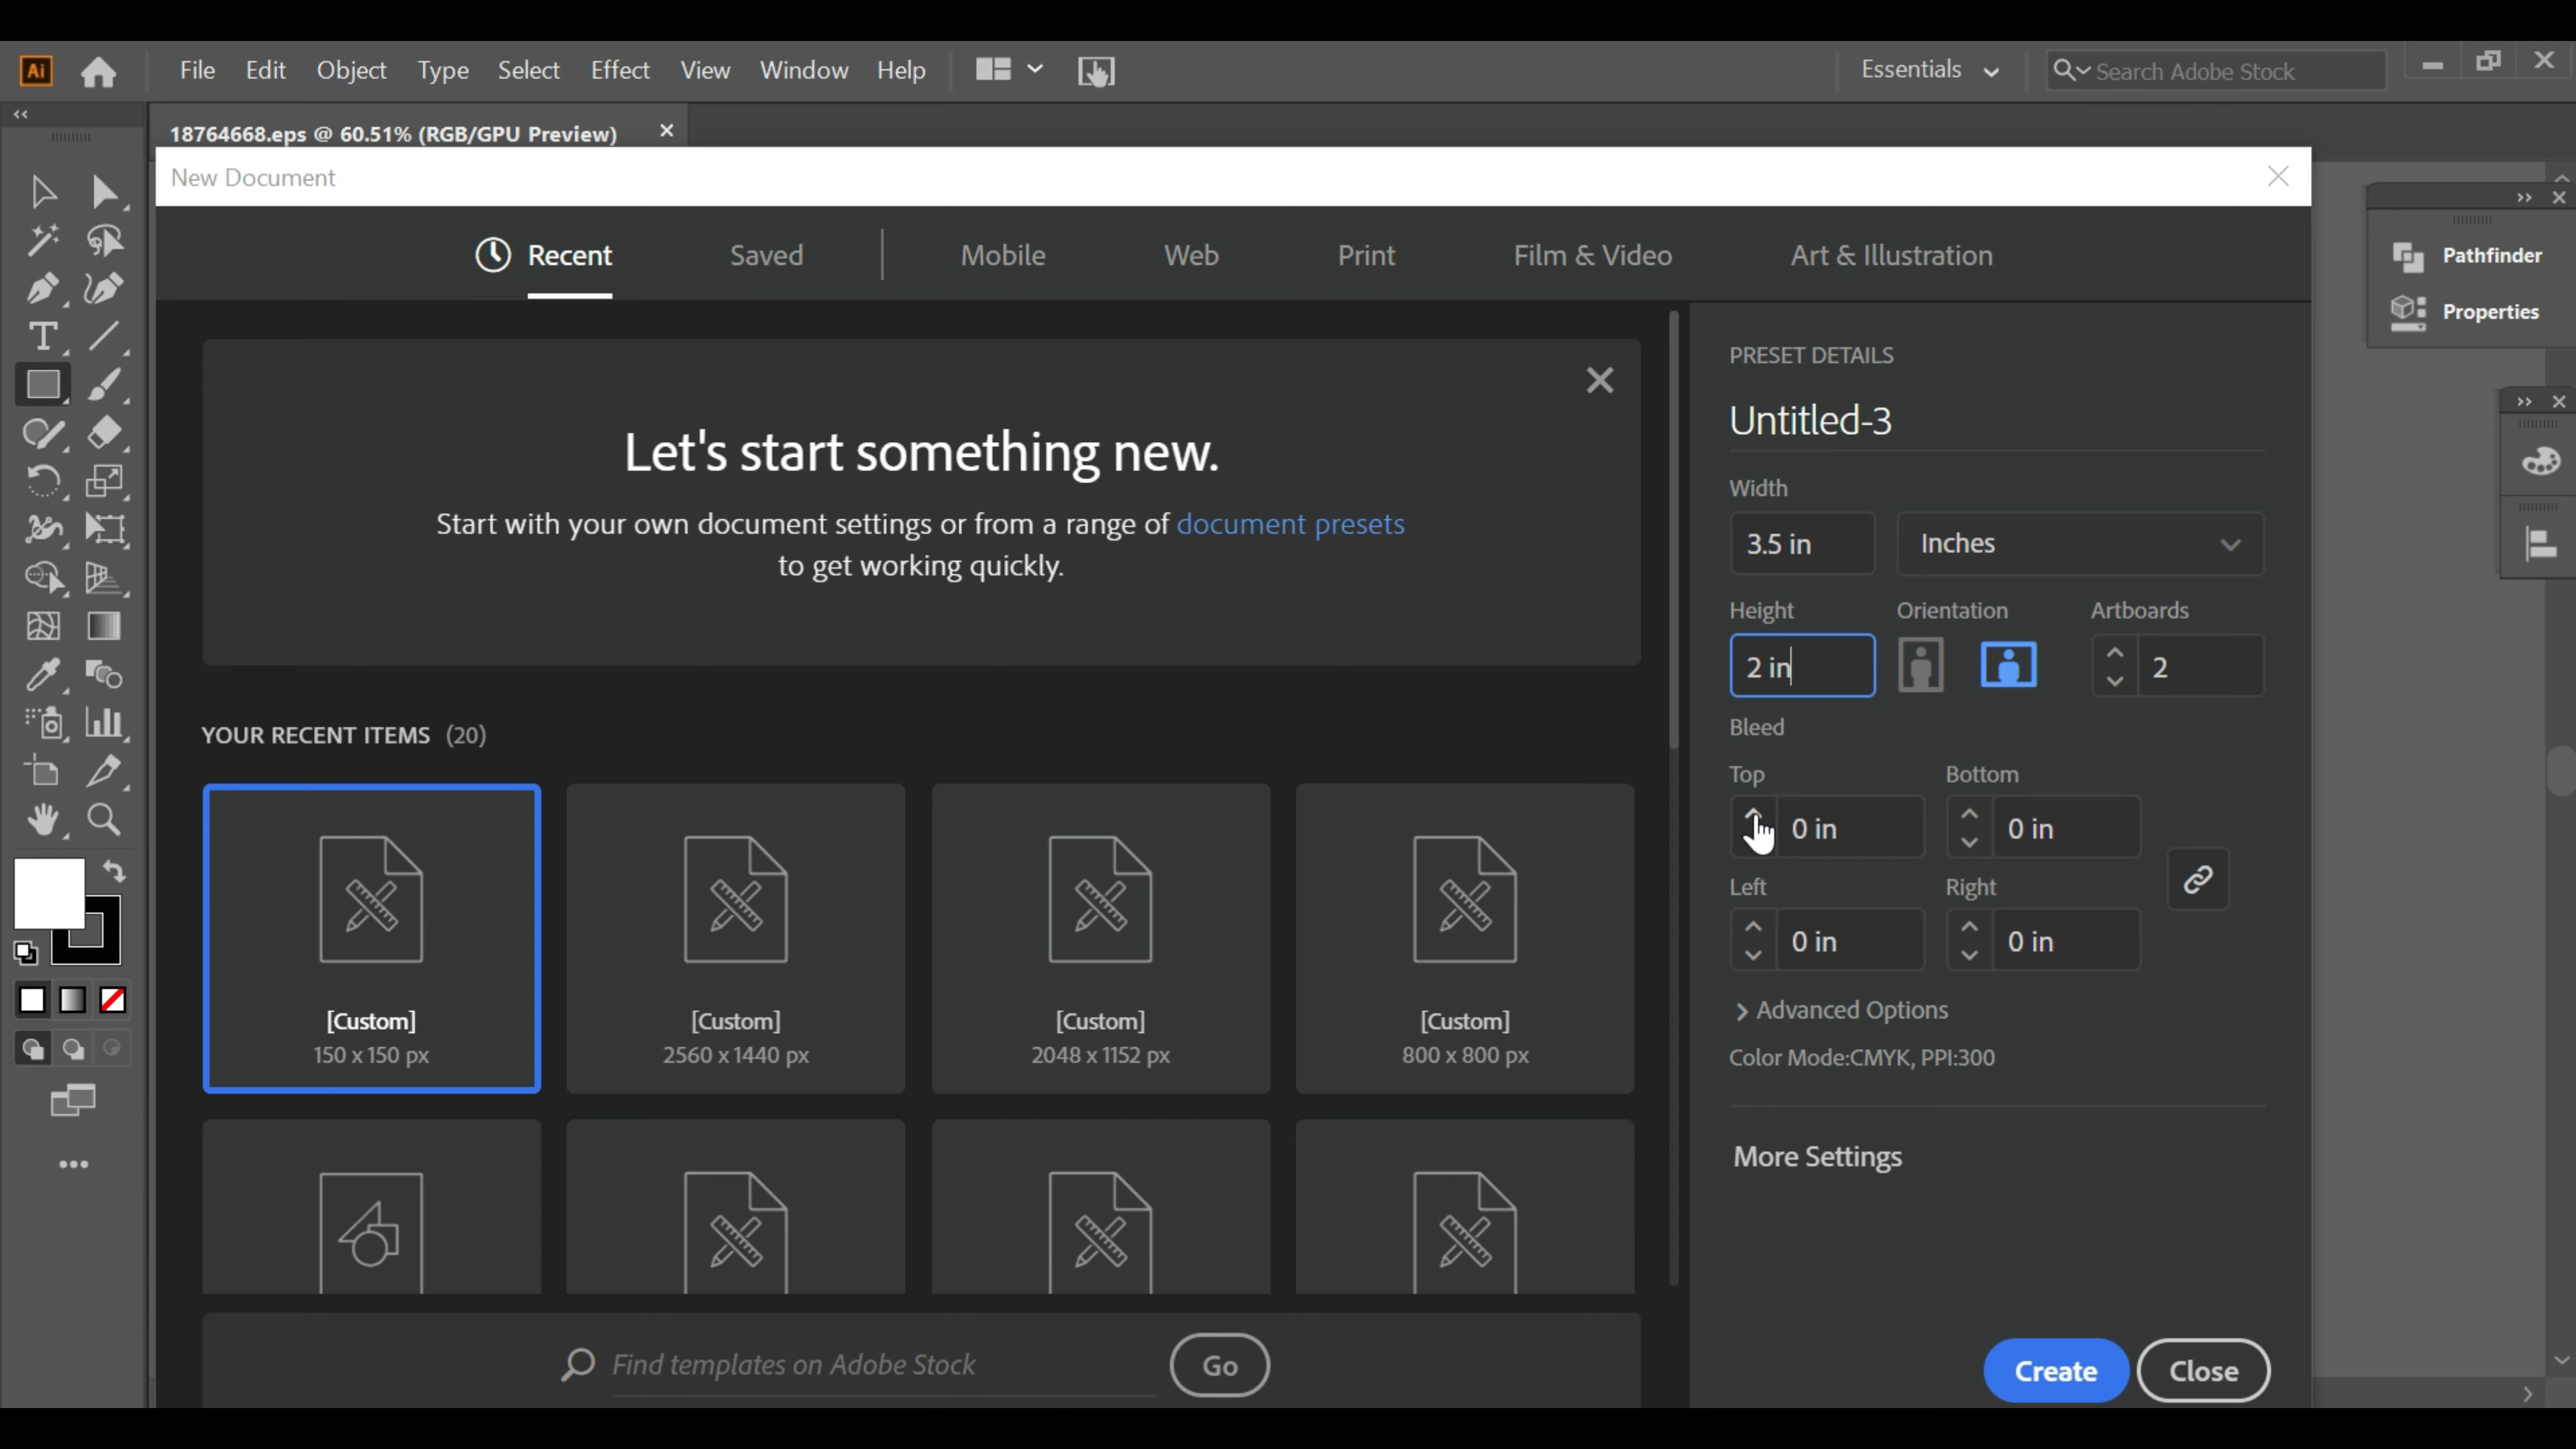 Ai File Edit Object Type Select Effect View Window Help Essentials Search Adobe Stock
18764668.eps @ 60.51% (RGB/GPU Preview)
New Document
Recent Saved Mobile Web Print Film & Video Art & Illustration
Pathfinder
Properties
Let's start something new.
Start with your own document settings or from a range of document presets
to get working quickly.
YOUR RECENT ITEMS (20)
[Custom] [Custom] [Custom] [Custom]
150 x 150 px 2560 x 1440 px 2048 x 1152 px 800 x 800 px
Find templates on Adobe Stock Go
PRESET DETAILS
Untitled-3
Width
3.5 in Inches
Height Orientation Artboards
2 in 2
Bleed
Top Bottom
0 in 0 in
Left Right
0 in 0 in
> Advanced Options
Color Mode:CMYK, PPI:300
More Settings
Create Close